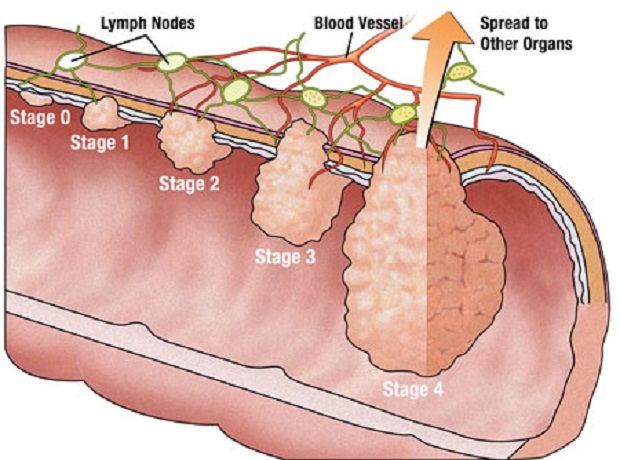 Lymph Nodes
Blood Vessel
Spread to
Other Organs
Stage 0
Stage 1
Stage 2
Stage 3
Stage 4